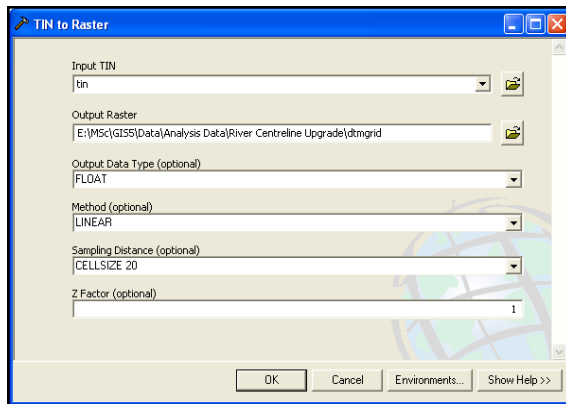 TIN to Raster
Input TIN
tin
Output Raster
E:\MSc\GIS5\Data\Analysis Data\River Centreline Upgrade\dtmgrid
Output Data Type (optional)
FLOAT
Method (optional)
LINEAR
Sampling Distance (optional)
CELLSIZE 20
Z Factor (optional)
1
OK Cancel Environments... Show Help >>